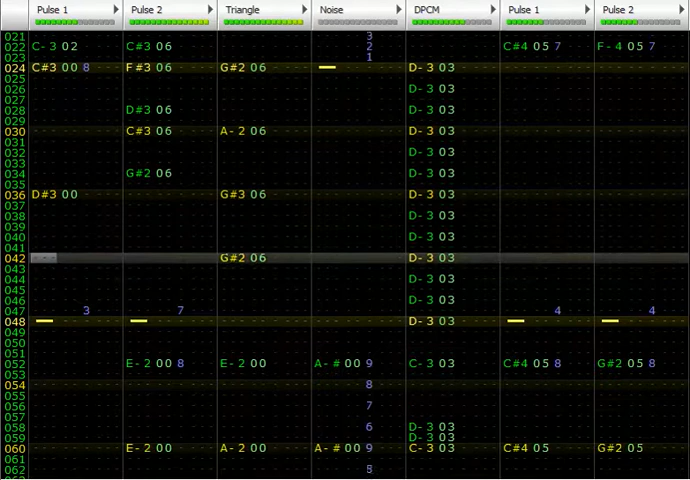 Pulse 1 Pulse 2 Triangle Noise DPCM Pulse 1 Pulse 2
021 3
022 C-3 02 C#3 06 2 C#4 05 7 F-4 05 7
023 1
024 C#3 00 8 F#3 06 G#2 06 D-3 03
025
026 D-3 03
027
028 D#3 06 D-3 03
029
030 C#3 06 A-2 06 D-3 03
031
032 D-3 03
033
034 G#2 06 D-3 03
035
036 D#3 00 G#3 06 D-3 03
037
038 D-3 03
039
040 D-3 03
041
042 --- G#2 06 D-3 03
043
044 D-3 03
045
046 D-3 03
047 3 7 4 4
048 D-3 03
049
050
051
052 E-2 00 8 E-2 00 A-# 00 9 C-3 03 C#4 05 8 G#2 05 8
053
054 8
055
056 7
057
058 6 D-3 03
059 D-3 03
060 E-2 00 A-2 00 A-# 00 9 C-3 03 C#4 05 G#2 05
061
062